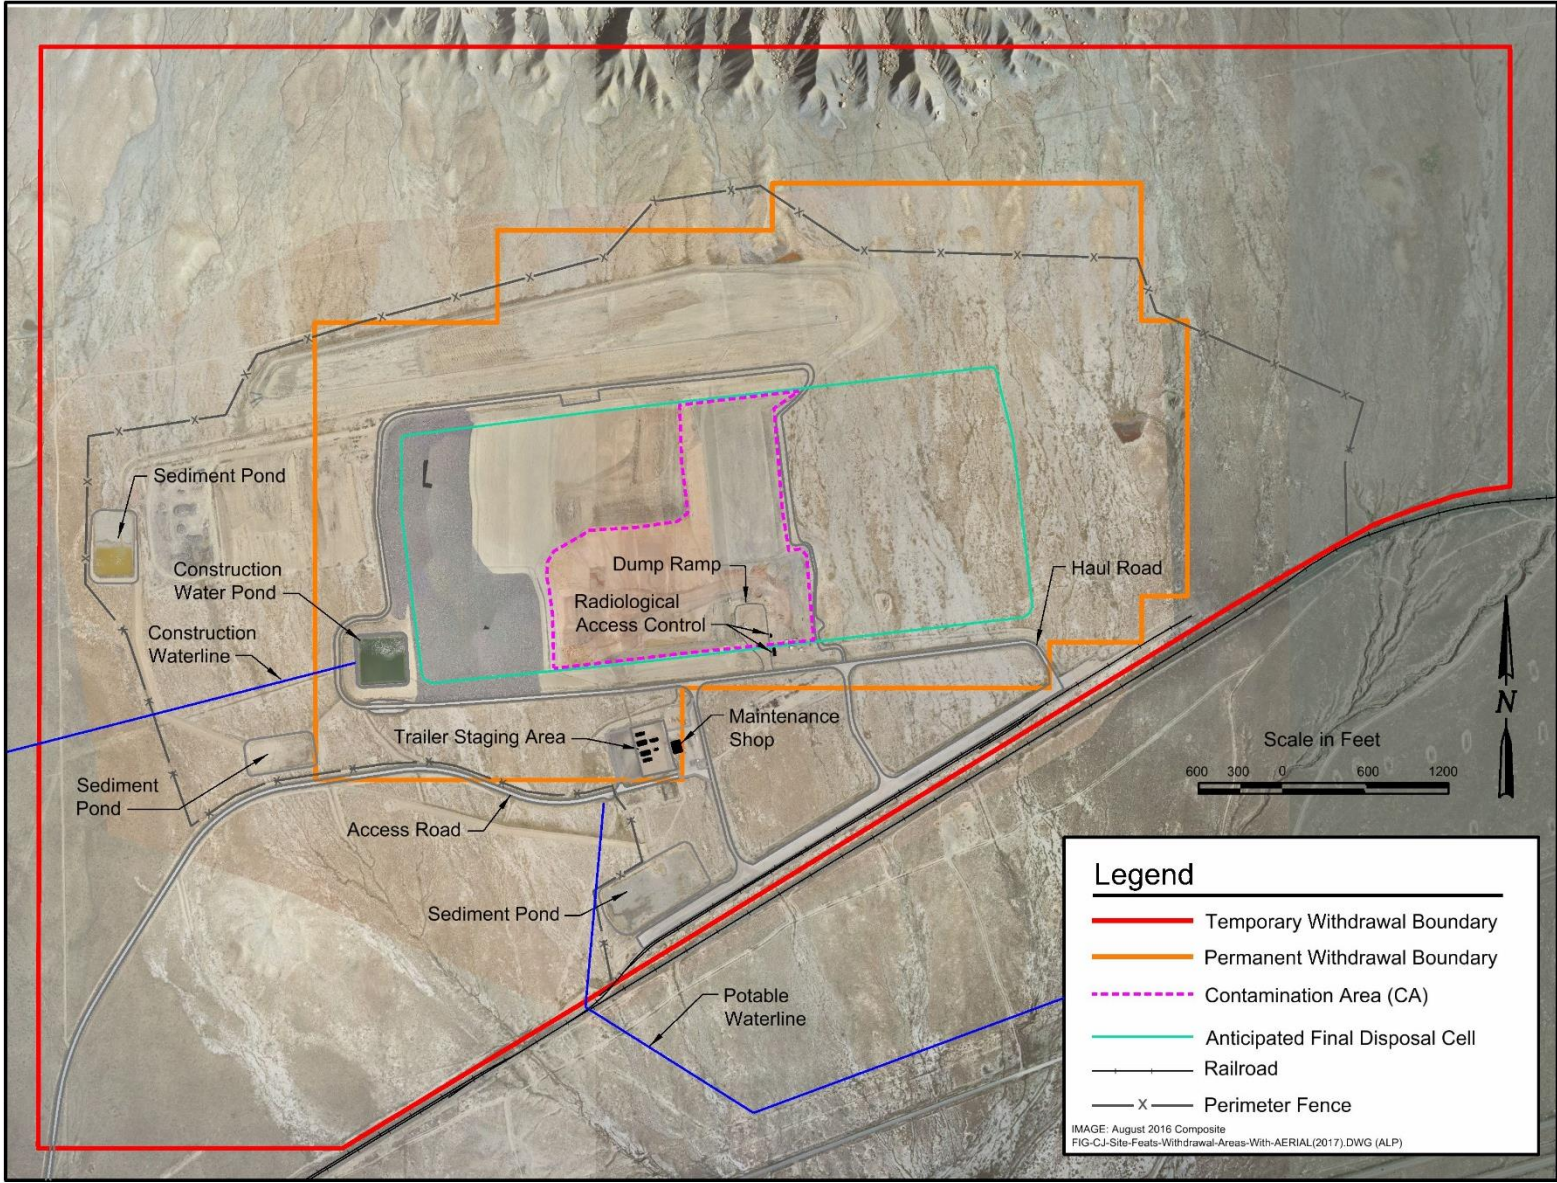 Sediment Pond
Construction
Water Pond
Construction
Waterline
Dump Ramp
Radiological
Access Control
Haul Road
Trailer Staging Area
Maintenance
Shop
Sediment
Pond
Access Road
Sediment Pond
Potable
Waterline
N
Scale in Feet
600 300 0 600 1200
Legend
Temporary Withdrawal Boundary
Permanent Withdrawal Boundary
Contamination Area (CA)
Anticipated Final Disposal Cell
Railroad
X Perimeter Fence
IMAGE: August 2016 Composite
FIG-CJ-Site-Feats-Withdrawal-Areas-With-AERIAL(2017).DWG (ALP)